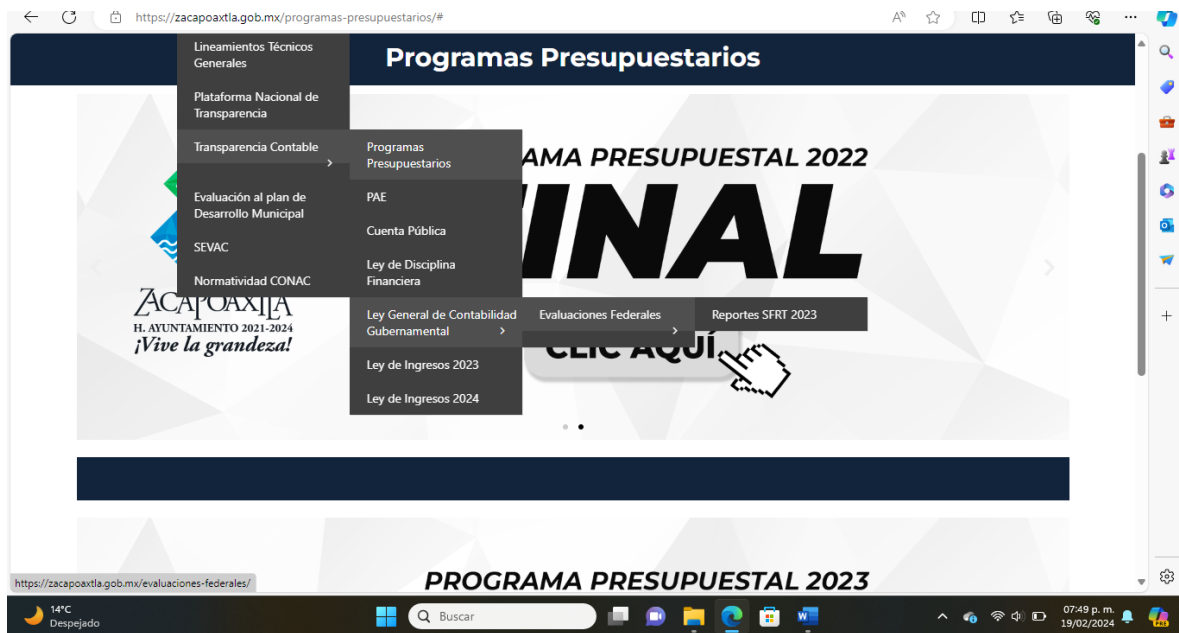 https://zacapoaxtla.gob.mx/programas-presupuestarios/#
Programas Presupuestarios
Lineamientos Técnicos
Generales
Plataforma Nacional de
Transparencia
Transparencia Contable
Evaluación al plan de
Desarrollo Municipal
SEVAC
Normatividad CONAC
Programas
Presupuestarios
PAE
Cuenta Pública
Ley de Disciplina
Financiera
Ley General de Contabilidad
Gubernamental
Ley de Ingresos 2023
Ley de Ingresos 2024
Evaluaciones Federales
Reportes SFRT 2023
AMA PRESUPUESTAL 2022
INAL
CLIC AQUÍ
ZACAPOAXTLA
H. AYUNTAMIENTO 2021-2024
¡Vive la grandeza!
PROGRAMA PRESUPUESTAL 2023
https://zacapoaxtla.gob.mx/evaluaciones-federales/
14°C
Despejado
Buscar
07:49 p. m.
19/02/2024